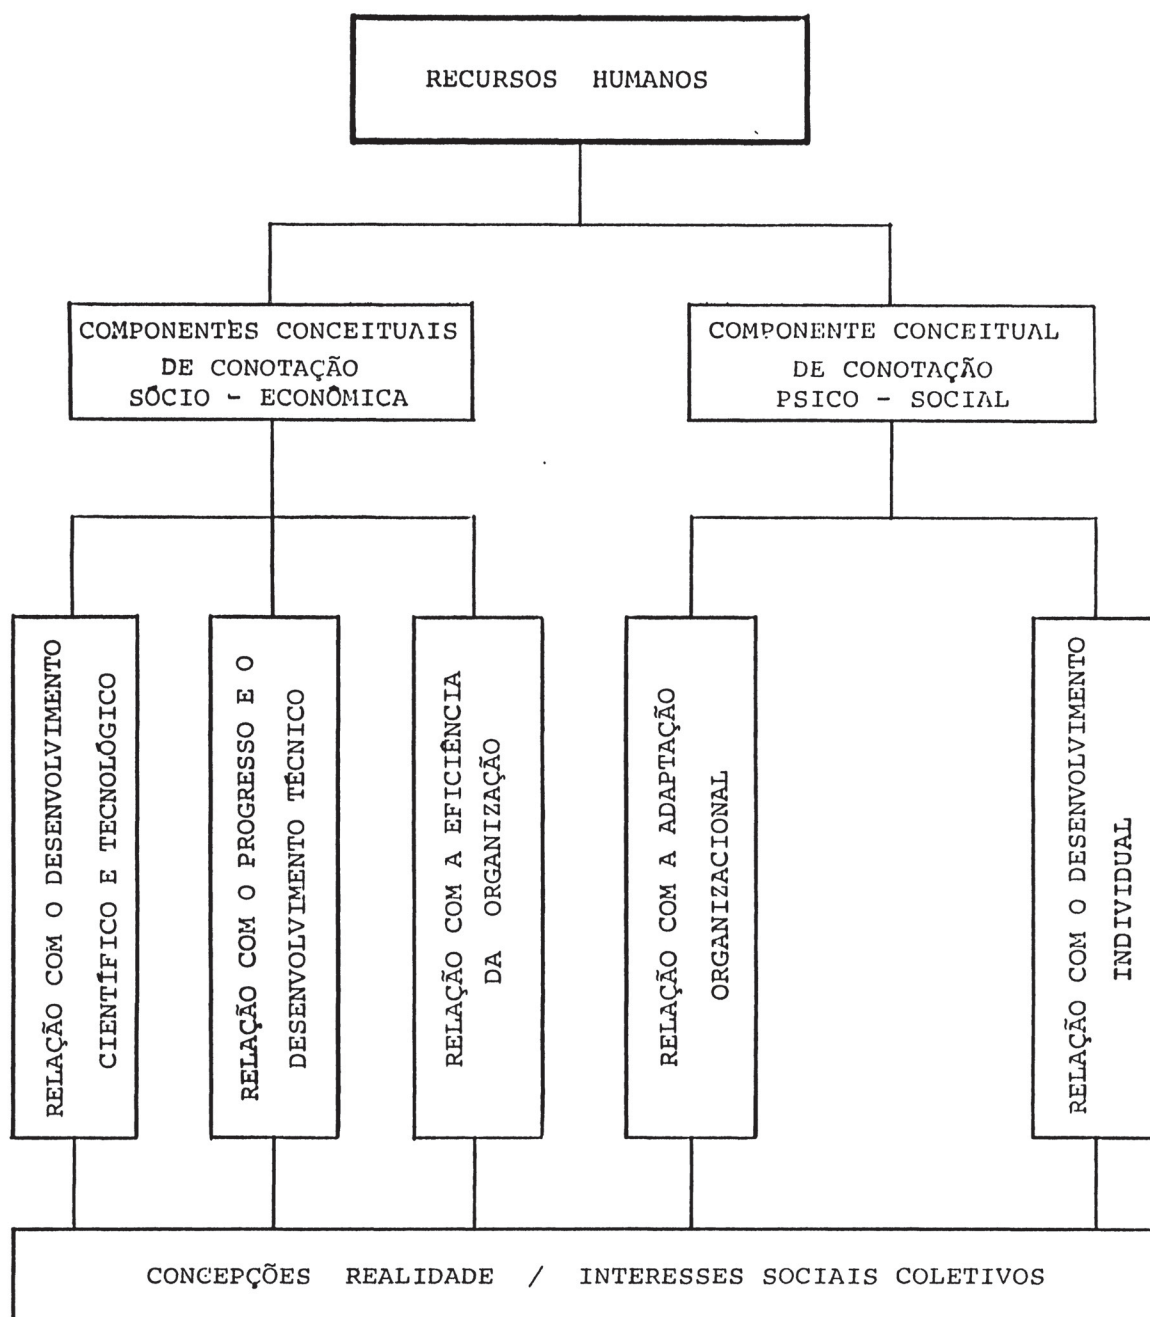 RECURSOS HUMANOS
COMPONENTES CONCEITUAIS
DE CONOTAÇÃO
SÓCIO - ECONÔMICA
COMPONENTE CONCEITUAL
DE CONOTAÇÃO
PSICO - SOCIAL
RELAÇÃO COM O DESENVOLVIMENTO
CIENTÍFICO E TECNOLÓGICO
RELAÇÃO COM O PROGRESSO E O
DESENVOLVIMENTO TÉCNICO
RELAÇÃO COM A EFICIÊNCIA
DA ORGANIZAÇÃO
RELAÇÃO COM A ADAPTAÇÃO
ORGANIZACIONAL
RELAÇÃO COM O DESENVOLVIMENTO
INDIVIDUAL
CONCEPÇÕES REALIDADE / INTERESSES SOCIAIS COLETIVOS